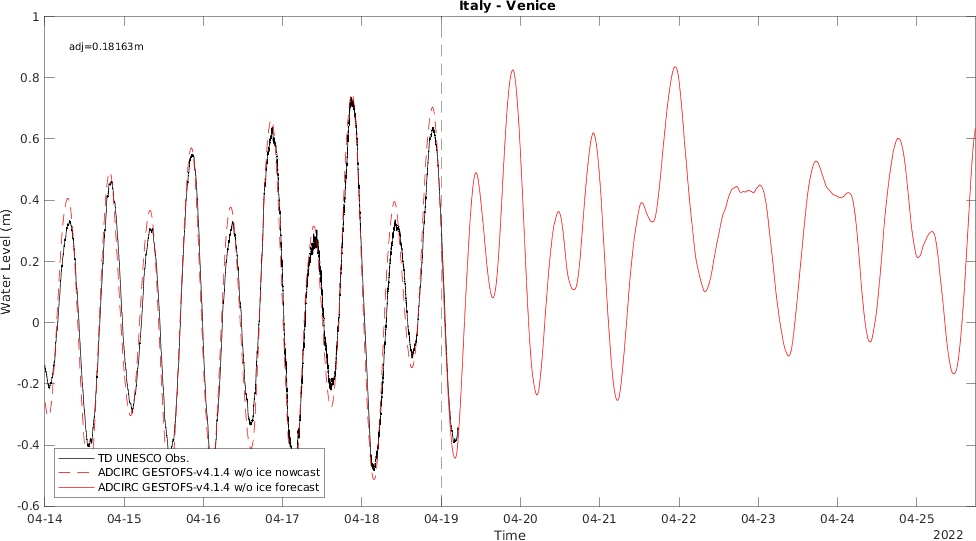 Italy - Venice
adj=0.18163m
1
0.8
0.6
0.4
0.2
0
-0.2
-0.4
-0.6
Water Level (m)
TD UNESCO Obs.
ADCIRC GESTOFS-v4.1.4 w/o ice nowcast
ADCIRC GESTOFS-v4.1.4 w/o ice forecast
04-14 04-15 04-16 04-17 04-18 04-19 04-20 04-21 04-22 04-23 04-24 04-25
Time
2022